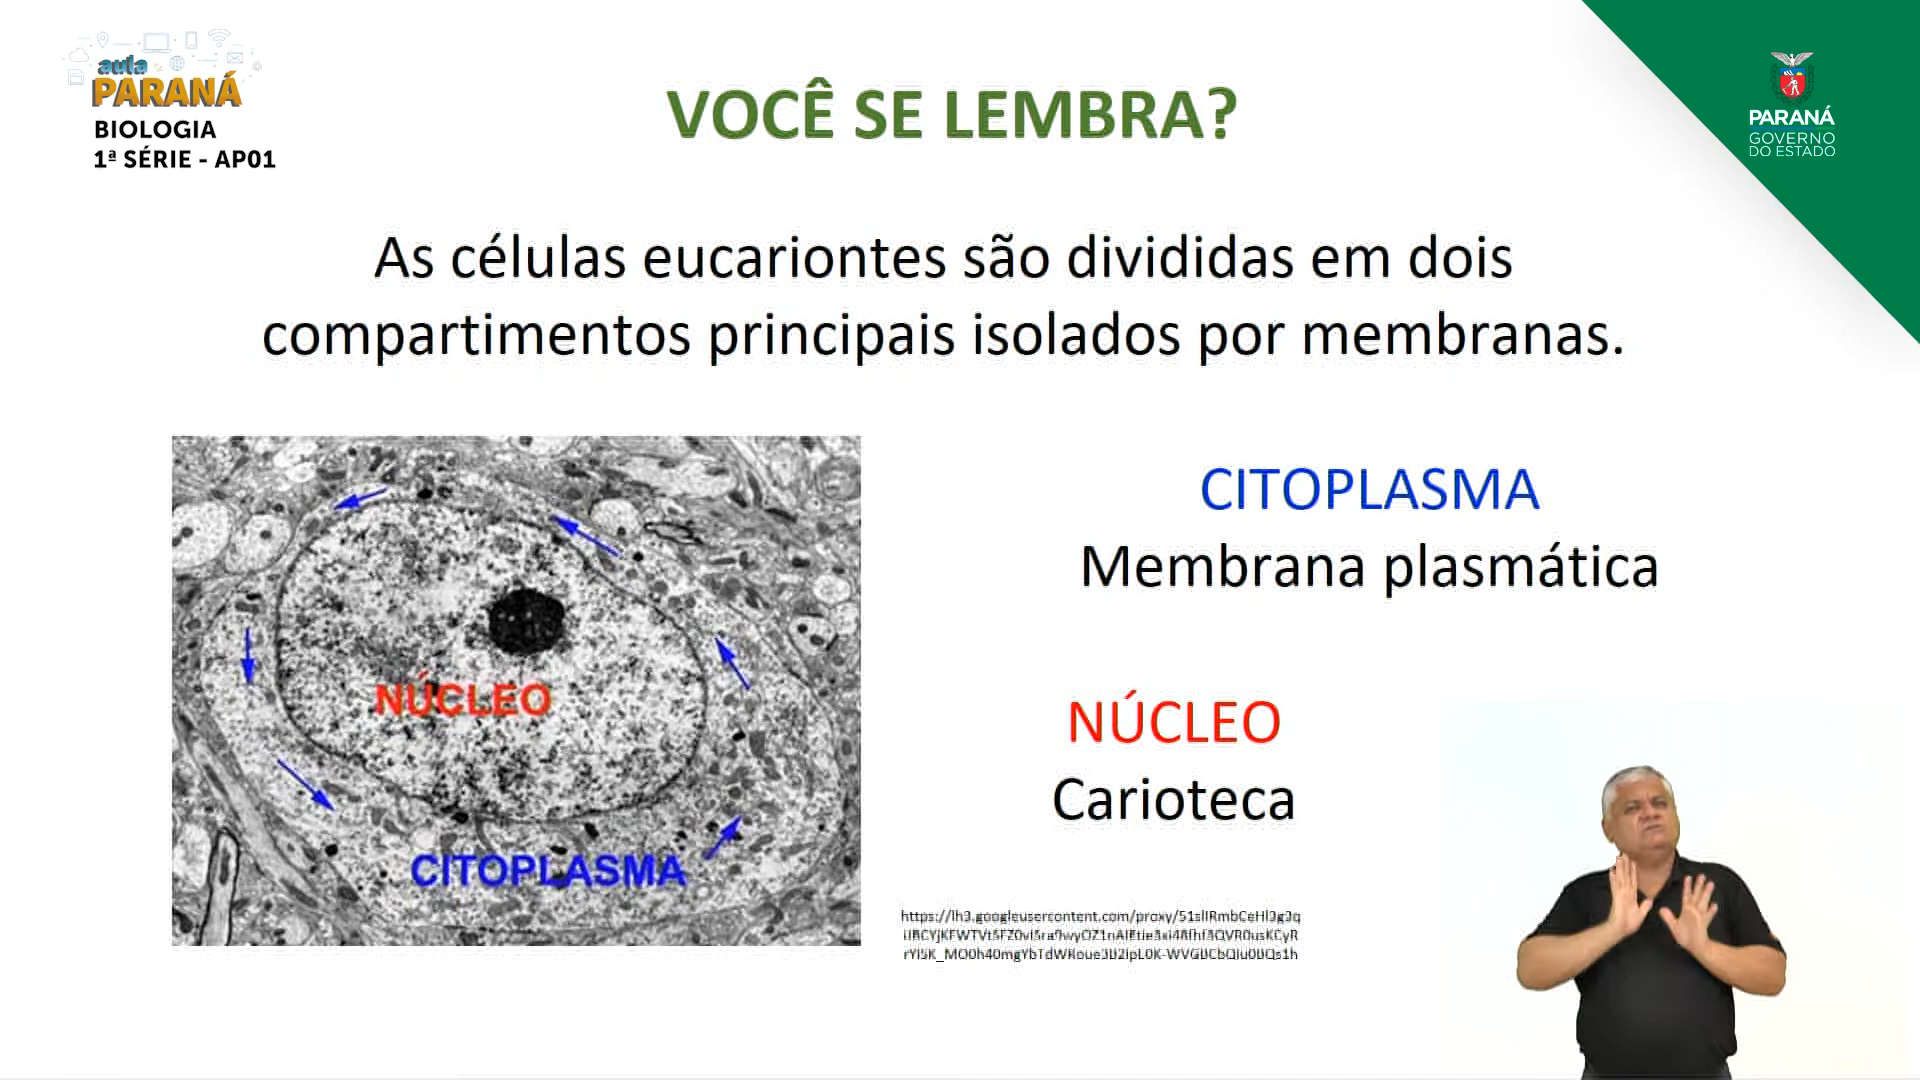 aula
PARANÁ
BIOLOGIA
1ª SÉRIE - AP01
VOCÊ SE LEMBRA?
PARANÁ
GOVERNO
DO ESTADO
As células eucariontes são divididas em dois
compartimentos principais isolados por membranas.
NÚCLEO
CITOPLASMA
CITOPLASMA
Membrana plasmática
NÚCLEO
Carioteca